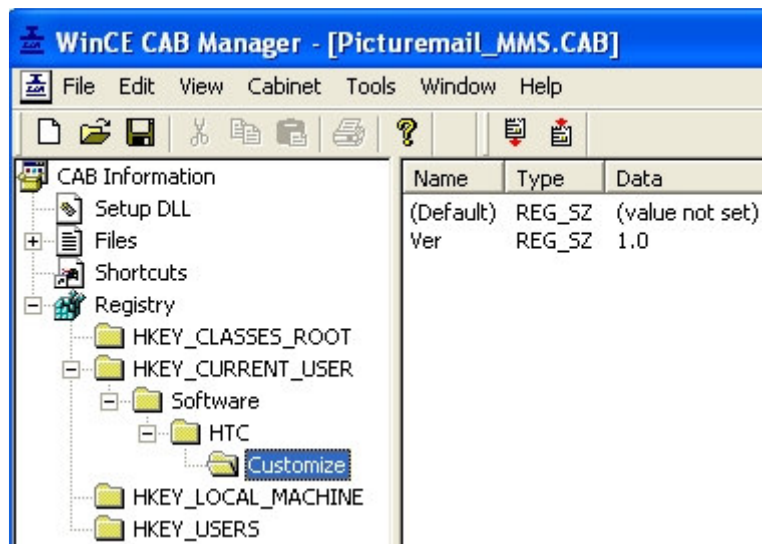 WinCE CAB Manager - [Picturemail_MMS.CAB]
File Edit View Cabinet Tools Window Help
CAB Information
Setup DLL
Files
Shortcuts
Registry
HKEY_CLASSES_ROOT
HKEY_CURRENT_USER
Software
HTC
Customize
HKEY_LOCAL_MACHINE
HKEY_USERS
Name Type Data
(Default) REG_SZ (value not set)
Ver REG_SZ 1.0